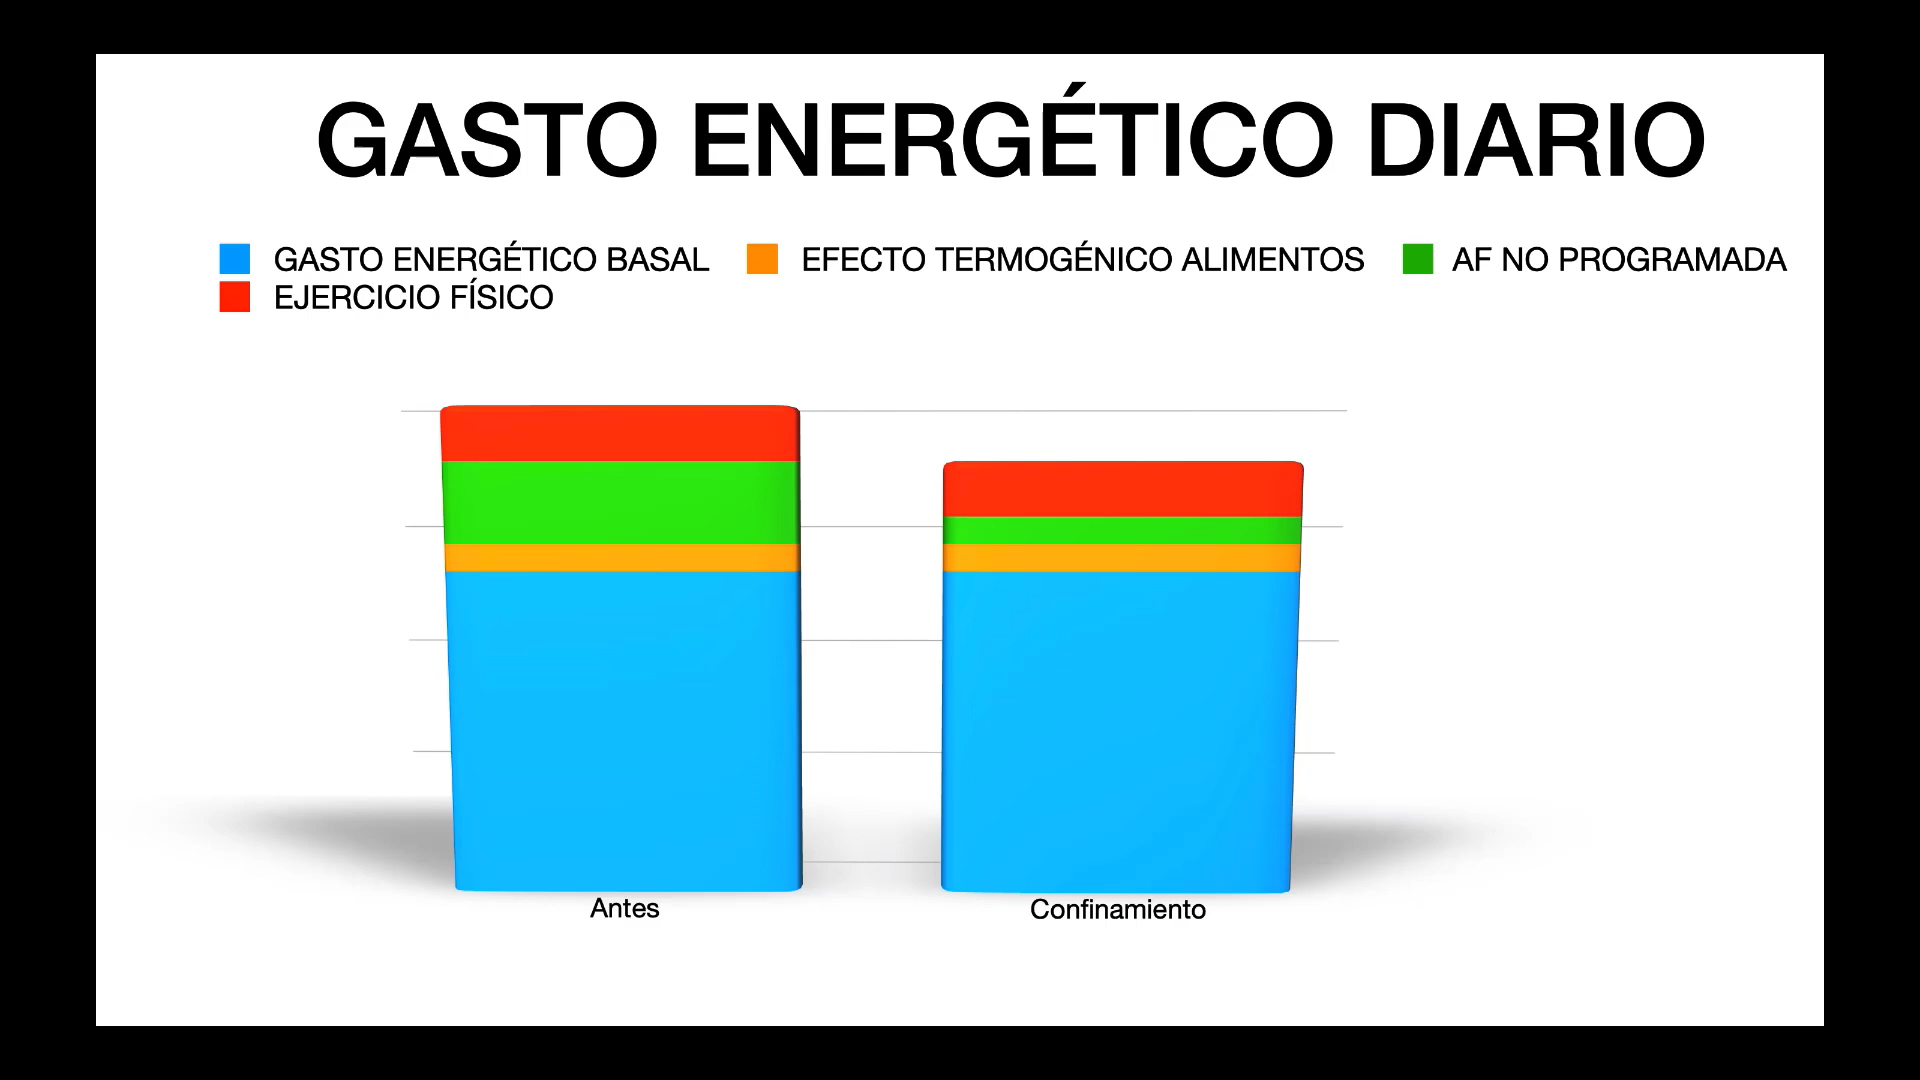 GASTO ENERGÉTICO DIARIO
GASTO ENERGÉTICO BASAL EFECTO TERMOGÉNICO ALIMENTOS AF NO PROGRAMADA
EJERCICIO FÍSICO
Antes Confinamiento